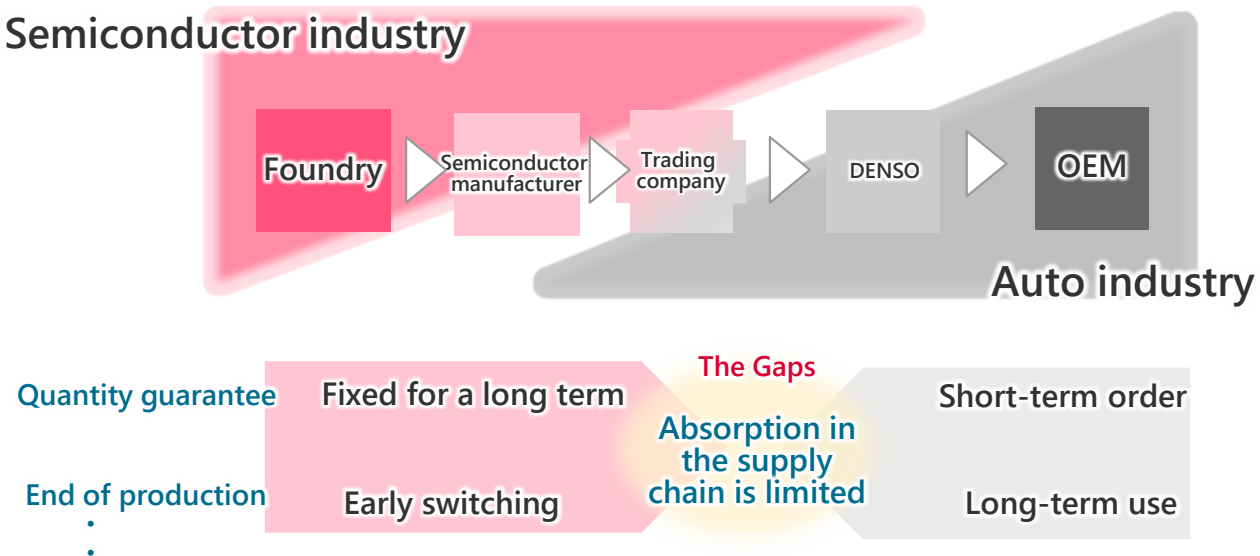 Semiconductor industry
Foundry
Semiconductor
manufacturer
Trading
company
DENSO
OEM
Auto industry
The Gaps
Quantity guarantee
Fixed for a long term
Short-term order
Absorption in
the supply
chain is limited
End of production
Early switching
Long-term use
・
・